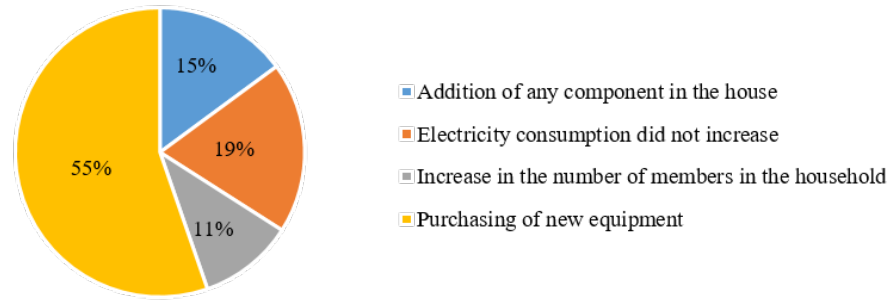 15%
19%
11%
55%
Addition of any component in the house
Electricity consumption did not increase
Increase in the number of members in the household
Purchasing of new equipment